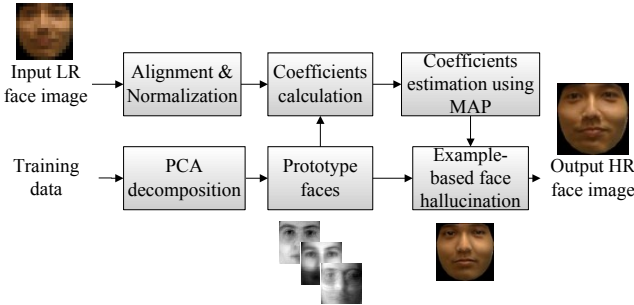 Input LR
face image
Alignment &
Normalization
Coefficients
calculation
Coefficients
estimation using
MAP
Training
data
PCA
decomposition
Prototype
faces
Example-
based face
hallucination
Output HR
face image